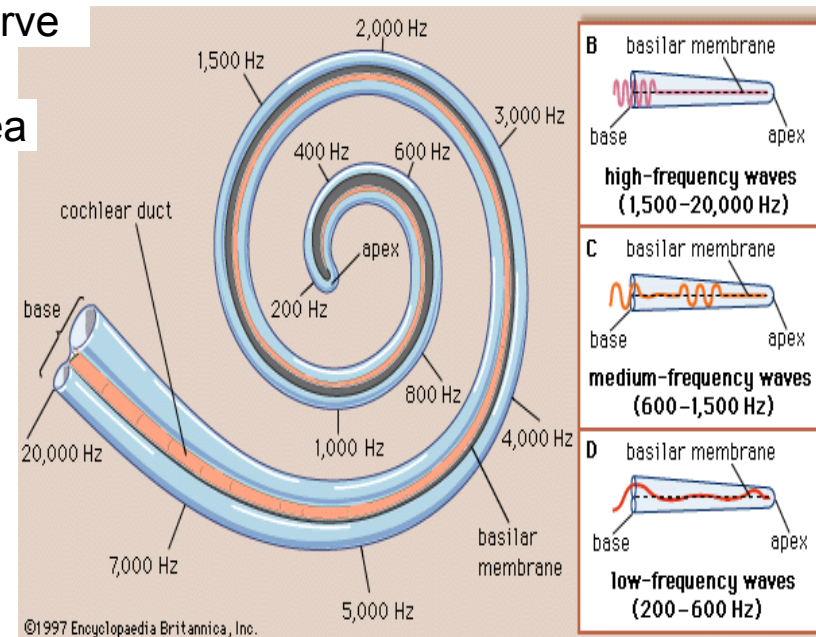 rve
ea
2,000 Hz
1,500 Hz
3,000 Hz
400 Hz
600 Hz
cochlear duct
apex
200 Hz
base
800 Hz
1,000 Hz
4,000 Hz
20,000 Hz
7,000 Hz
basilar
membrane
5,000 Hz
©1997 Encyclopaedia Britannica, Inc.
B
basilar membrane
base
apex
high-frequency waves
(1,500–20,000 Hz)
C
basilar membrane
base
apex
medium-frequency waves
(600–1,500 Hz)
D
basilar membrane
base
apex
low-frequency waves
(200–600 Hz)